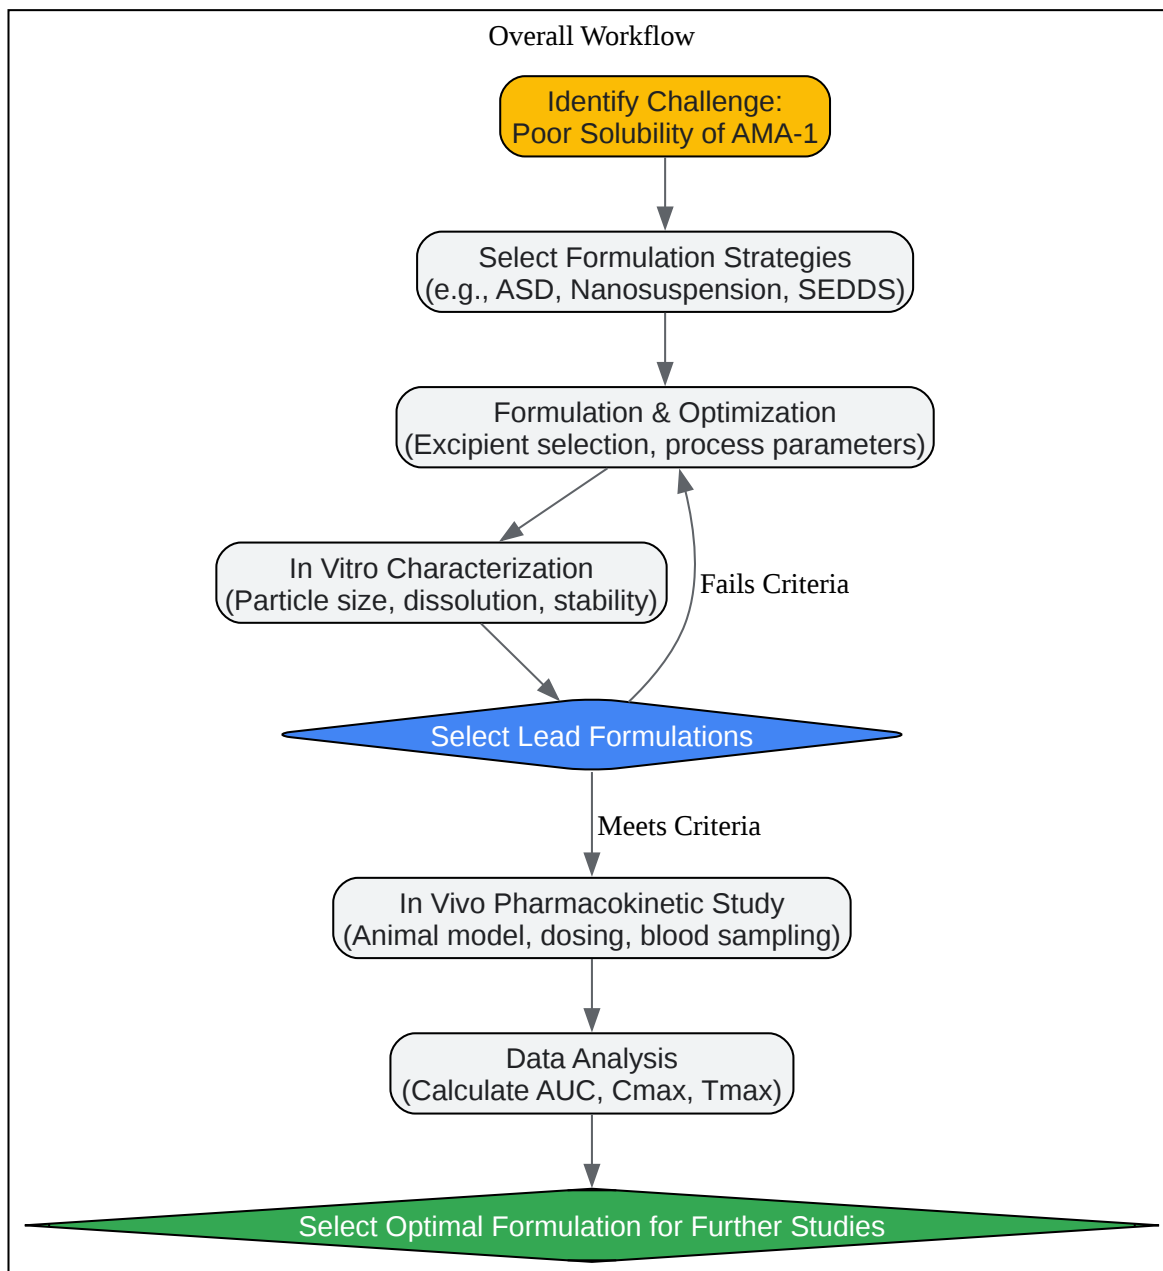 Overall Workflow
Identify Challenge:
Poor Solubility of AMA-1
Select Formulation Strategies
(e.g., ASD, Nanosuspension, SEDDS)
Formulation & Optimization
(Excipient selection, process parameters)
In Vitro Characterization
(Particle size, dissolution, stability)
Fails Criteria
Select Lead Formulations
Meets Criteria
In Vivo Pharmacokinetic Study
(Animal model, dosing, blood sampling)
Data Analysis
(Calculate AUC, Cmax, Tmax)
Select Optimal Formulation for Further Studies